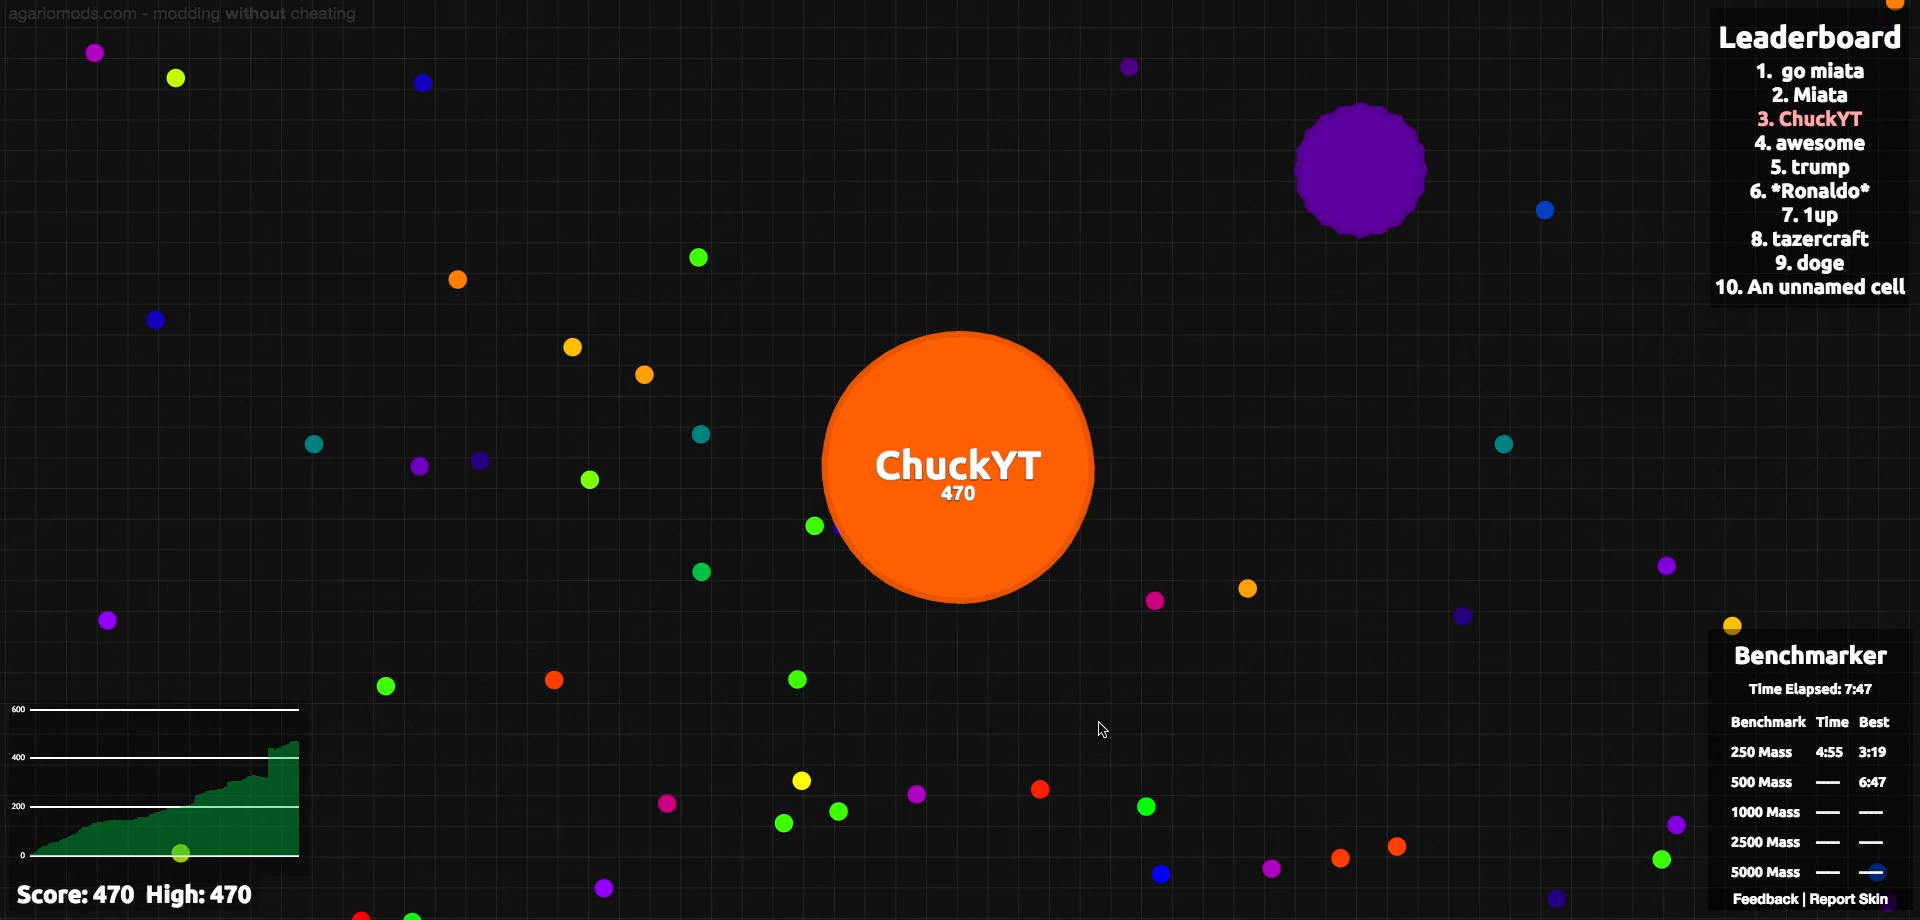 agariomods.com - modding without cheating
Leaderboard
1. go miata
2. Miata
3. ChuckYT
4. awesome
5. trump
6. *Ronaldo*
7. 1up
8. tazercraft
9. doge
10. An unnamed cell
ChuckYT
470
Benchmarker
Time Elapsed: 7:47
Benchmark Time Best
250 Mass 4:55 3:19
500 Mass —— 6:47
1000 Mass —— ——
2500 Mass —— ——
5000 Mass —— ——
Feedback | Report Skin
600
400
200
0
Score: 470 High: 470